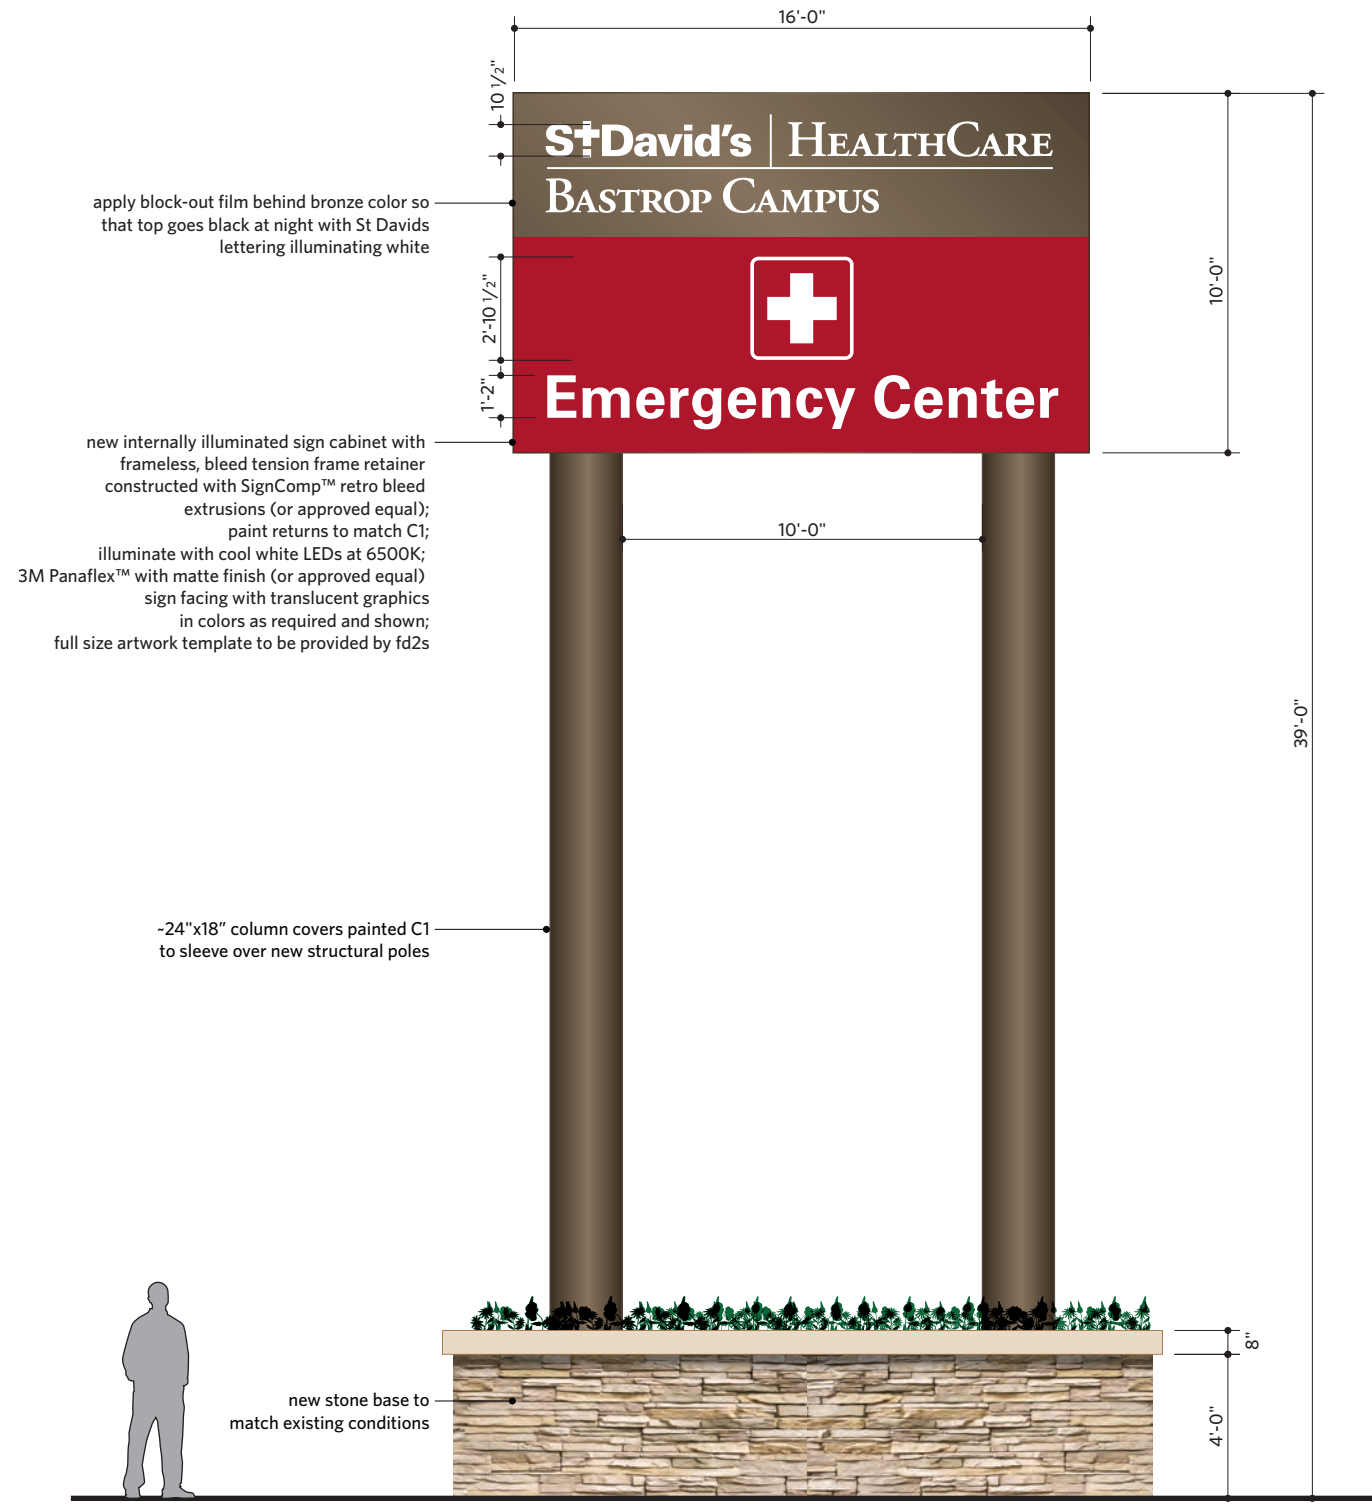 16'-0"
10 1/2"
St David's | HEALTHCARE
BASTROP CAMPUS
apply block-out film behind bronze color so
that top goes black at night with St Davids
lettering illuminating white
2'-10 1/2"
10'-0"
1'-2"
Emergency Center
new internally illuminated sign cabinet with
frameless, bleed tension frame retainer
constructed with SignComp™ retro bleed
extrusions (or approved equal);
paint returns to match C1;
illuminate with cool white LEDs at 6500K;
3M Panaflex™ with matte finish (or approved equal)
sign facing with translucent graphics
in colors as required and shown;
full size artwork template to be provided by fd2s
10'-0"
39'-0"
~24"x18” column covers painted C1
to sleeve over new structural poles
8"
new stone base to
match existing conditions
4'-0"